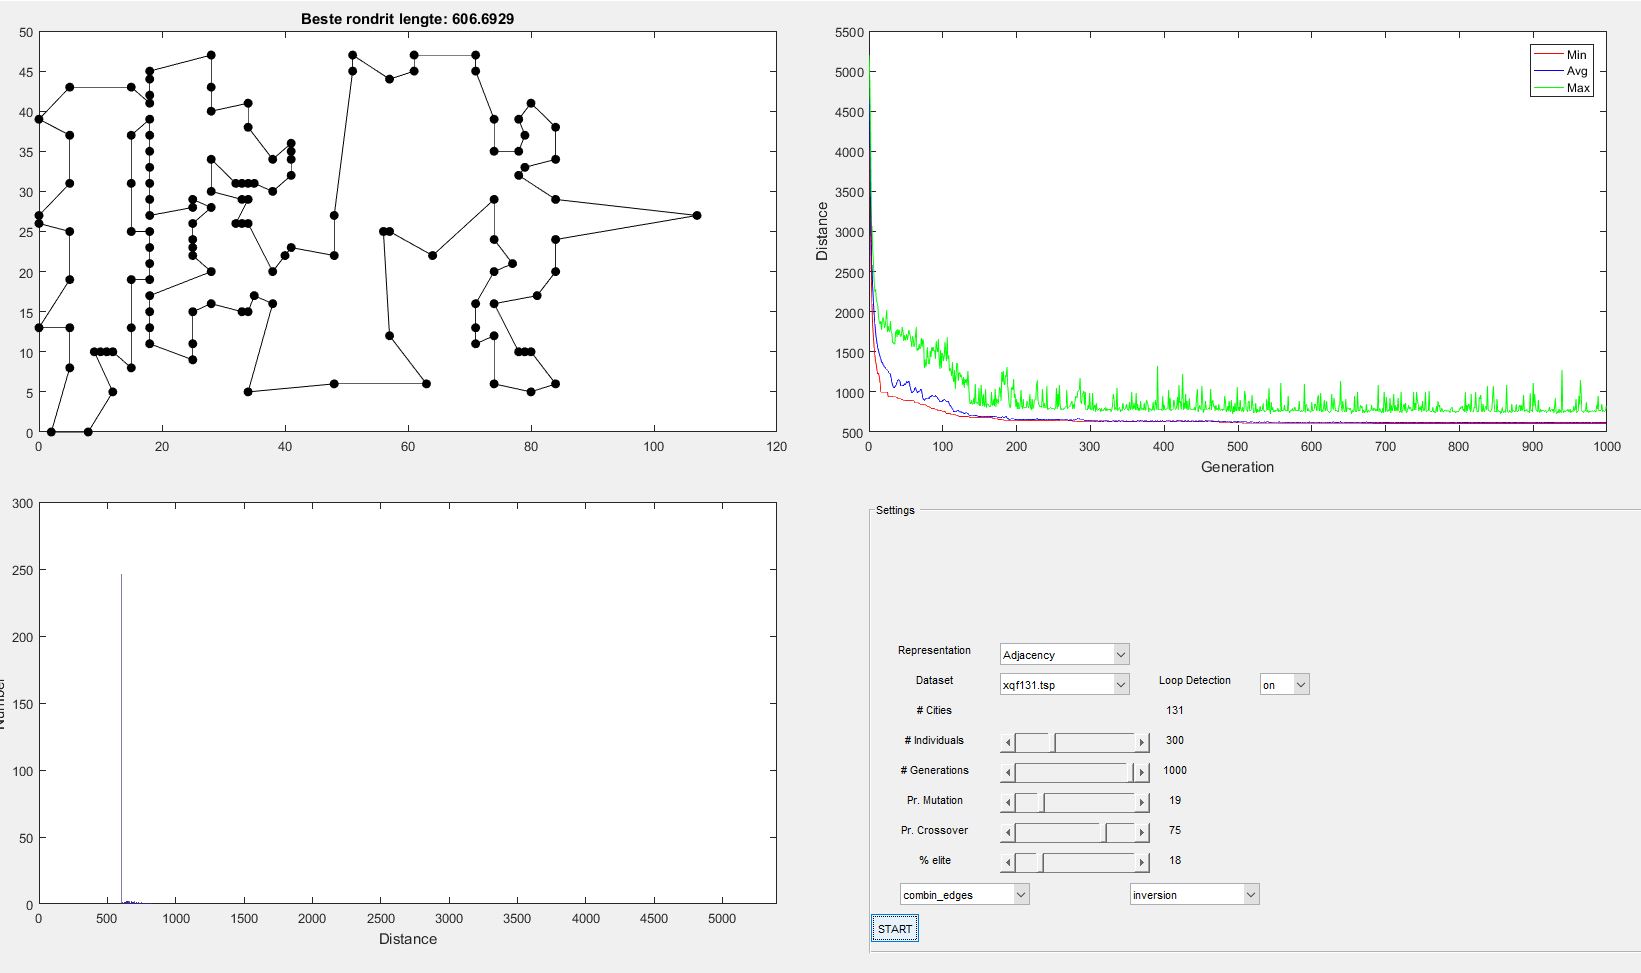 Beste rondrit lengte: 606.6929
50
45
40
35
30
25
20
15
10
5
0
0 20 40 60 80 100 120
5500
5000
4500
4000
3500
3000
2500
2000
1500
1000
500
Distance
Min
Avg
Max
0 100 200 300 400 500 600 700 800 900 1000
Generation
300
250
200
150
100
50
0
Number
0 500 1000 1500 2000 2500 3000 3500 4000 4500 5000
Distance
Settings
Representation Adjacency
Dataset xqf131.tsp Loop Detection on
# Cities 131
# Individuals 300
# Generations 1000
Pr. Mutation 19
Pr. Crossover 75
% elite 18
combin_edges inversion
START